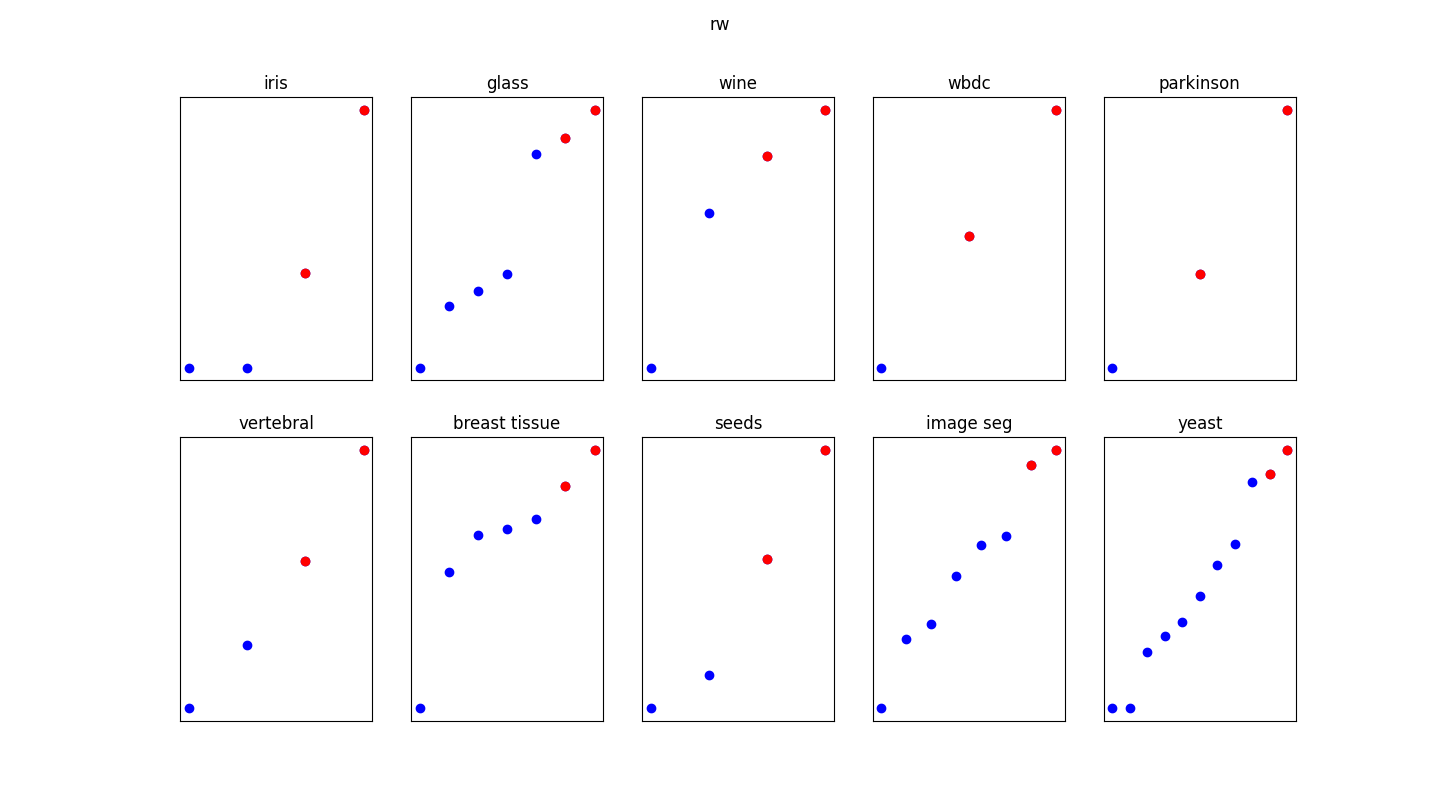 rw
iris glass wine wbdc parkinson
vertebral breast tissue seeds image seg yeast